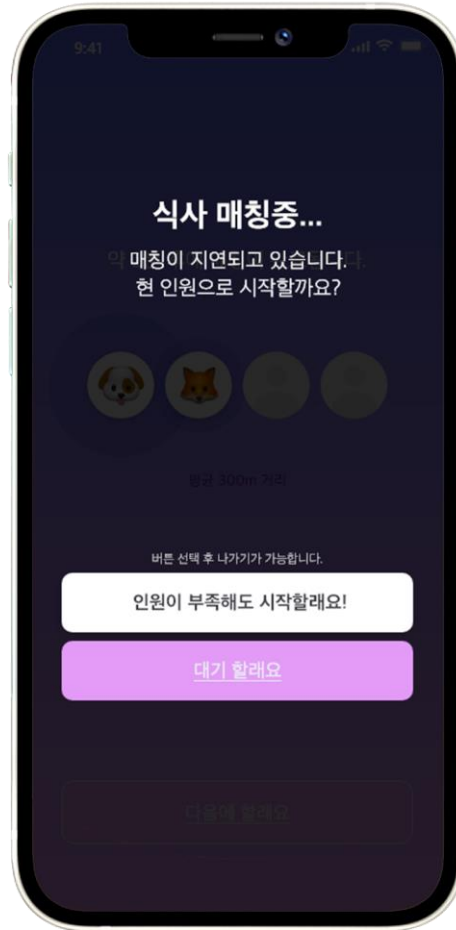 9:41
식사 매칭중...
매칭이 지연되고 있습니다.
현 인원으로 시작할까요?
평균 300m 거리
버튼 선택 후 나가기가 가능합니다.
인원이 부족해도 시작할래요!
대기 할래요
다음에 할래요